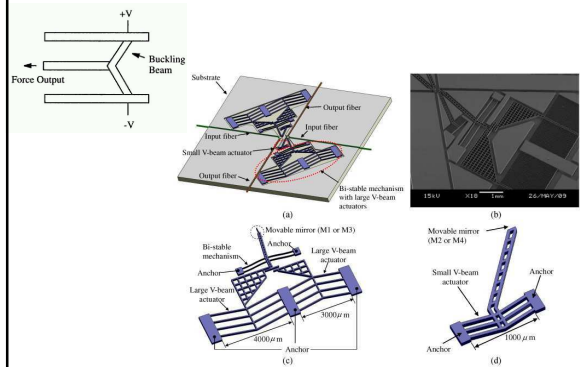 +V
Buckling
Beam
Force Output
-V
Substrate
Output fiber
Input fiber
Input fiber
Small V-beam actuator
Output fiber
Bi-stable mechanism
with large V-beam
actuators
(a)
15kV X10 1mm 26/MAY/09
(b)
Movable mirror (M1 or M3)
Bi-stable
mechanism
Anchor
Large V-beam
actuator
Anchor
Large V-beam
actuator
3000μm
4000μm
Anchor
(c)
Movable mirror
(M2 or M4)
Small V-beam
actuator
Anchor
1000μm
Anchor
(d)